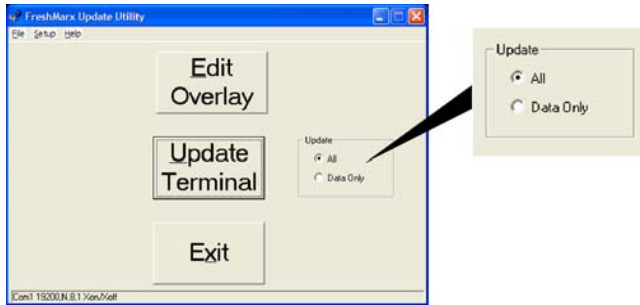 FreshMarx Update Utility
File Setup Help
Edit
Overlay
Update
Terminal
Update
All
Data Only
Exit
Com1 19200,N,8,1 Xon/Xoff
Update
All
Data Only